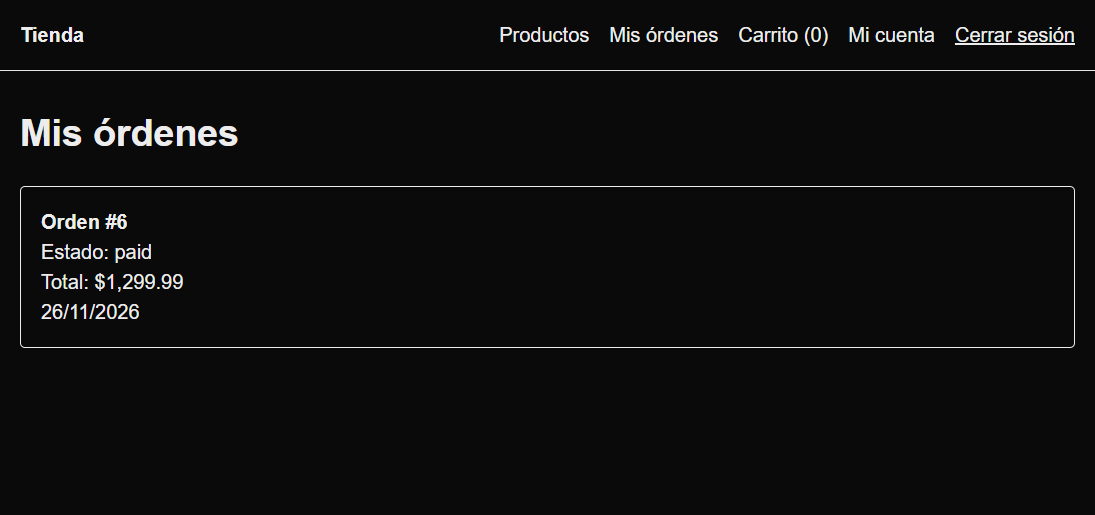 Tienda
Productos Mis órdenes Carrito (0) Mi cuenta Cerrar sesión
Mis órdenes
Orden #6
Estado: paid
Total: $1,299.99
26/11/2026